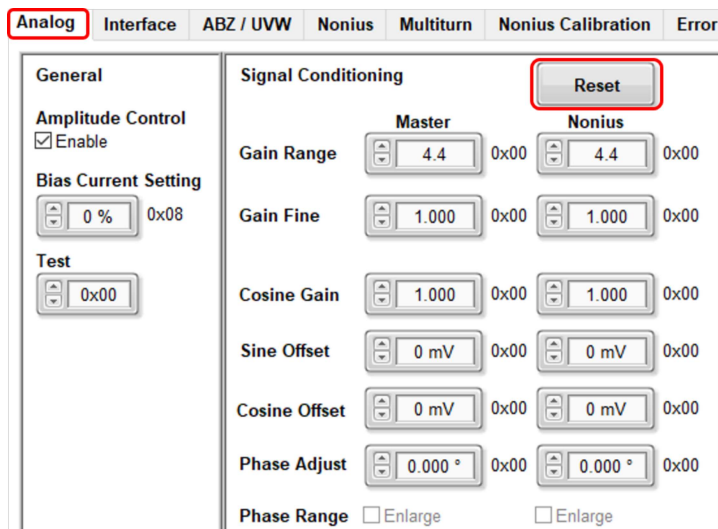 Analog Interface ABZ / UVW Nonius Multiturn Nonius Calibration Error
General
Amplitude Control
Enable
Bias Current Setting
0 % 0x08
Test
0x00
Signal Conditioning Reset
Master Nonius
Gain Range 4.4 0x00 4.4 0x00
Gain Fine 1.000 0x00 1.000 0x00
Cosine Gain 1.000 0x00 1.000 0x00
Sine Offset 0 mV 0x00 0 mV 0x00
Cosine Offset 0 mV 0x00 0 mV 0x00
Phase Adjust 0.000 ° 0x00 0.000 ° 0x00
Phase Range Enlarge Enlarge